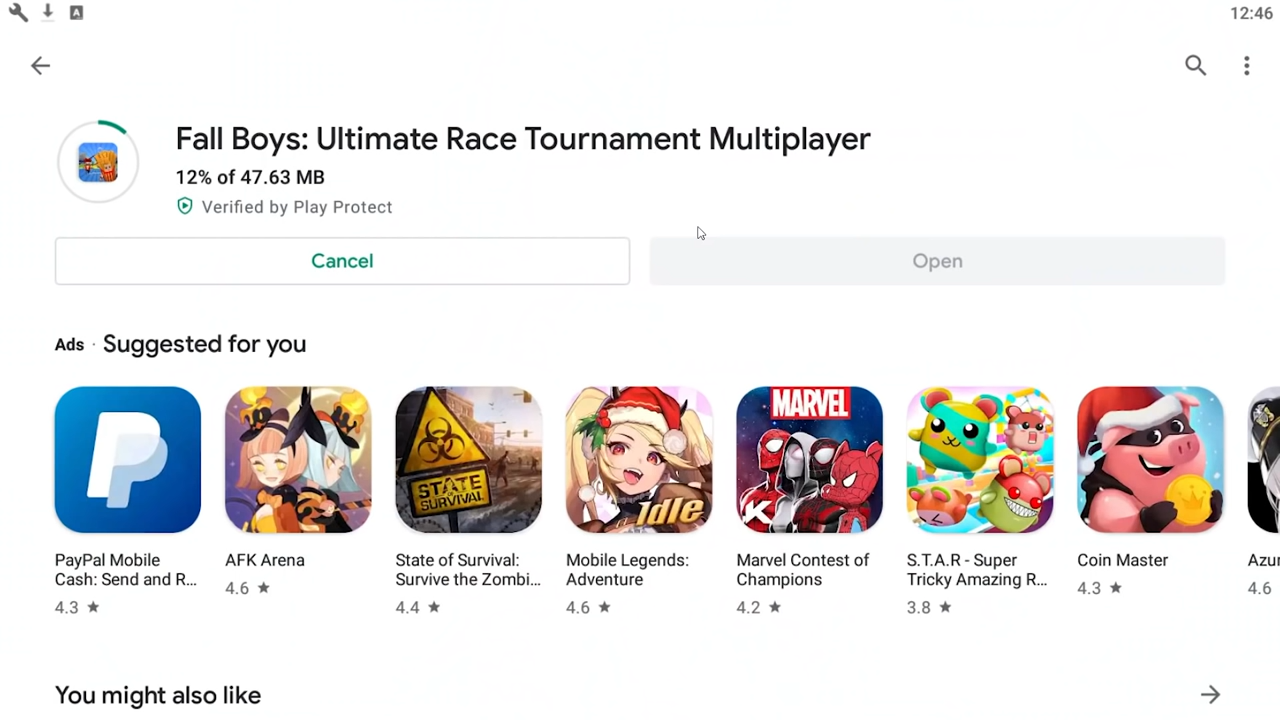 12:46
Fall Boys: Ultimate Race Tournament Multiplayer
12% of 47.63 MB
Verified by Play Protect
Cancel
Open
Ads · Suggested for you
STATE
OF
SURVIVAL
Idle
MARVEL
K
PayPal Mobile
Cash: Send and R...
4.3 ★
AFK Arena
4.6 ★
State of Survival:
Survive the Zombi...
4.4 ★
Mobile Legends:
Adventure
4.6 ★
Marvel Contest of
Champions
4.2 ★
S.T.A.R - Super
Tricky Amazing R...
3.8 ★
Coin Master
4.3 ★
Azu
4.6
You might also like